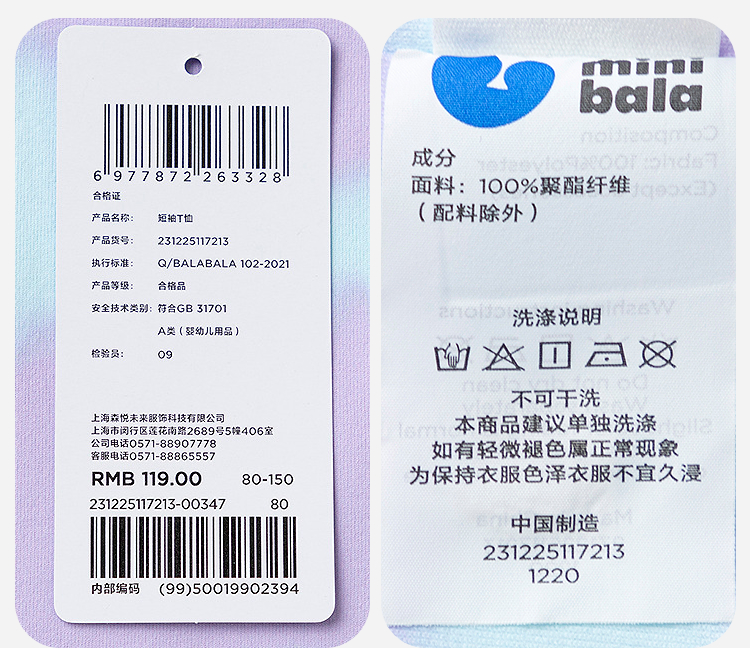 6 977872 263328
合格证
产品名称: 短袖T恤
产品货号: 231225117213
执行标准: Q/BALABALA 102-2021
产品等级: 合格品
安全技术类别: 符合GB 31701
A类（婴幼儿用品）
检验员: 09
上海森悦未来服饰科技有限公司
上海市闵行区莲花南路2689号5幢406室
公司电话0571-88907778
客服电话0571-88865557
RMB 119.00 80-150
231225117213-00347 80
内部编码 (99)50019902394
mini
bala
成分
面料: 100%聚酯纤维
（配料除外）
洗涤说明
不可干洗
本商品建议单独洗涤
如有轻微褪色属正常现象
为保持衣服色泽衣服不宜久浸
中国制造
231225117213
1220